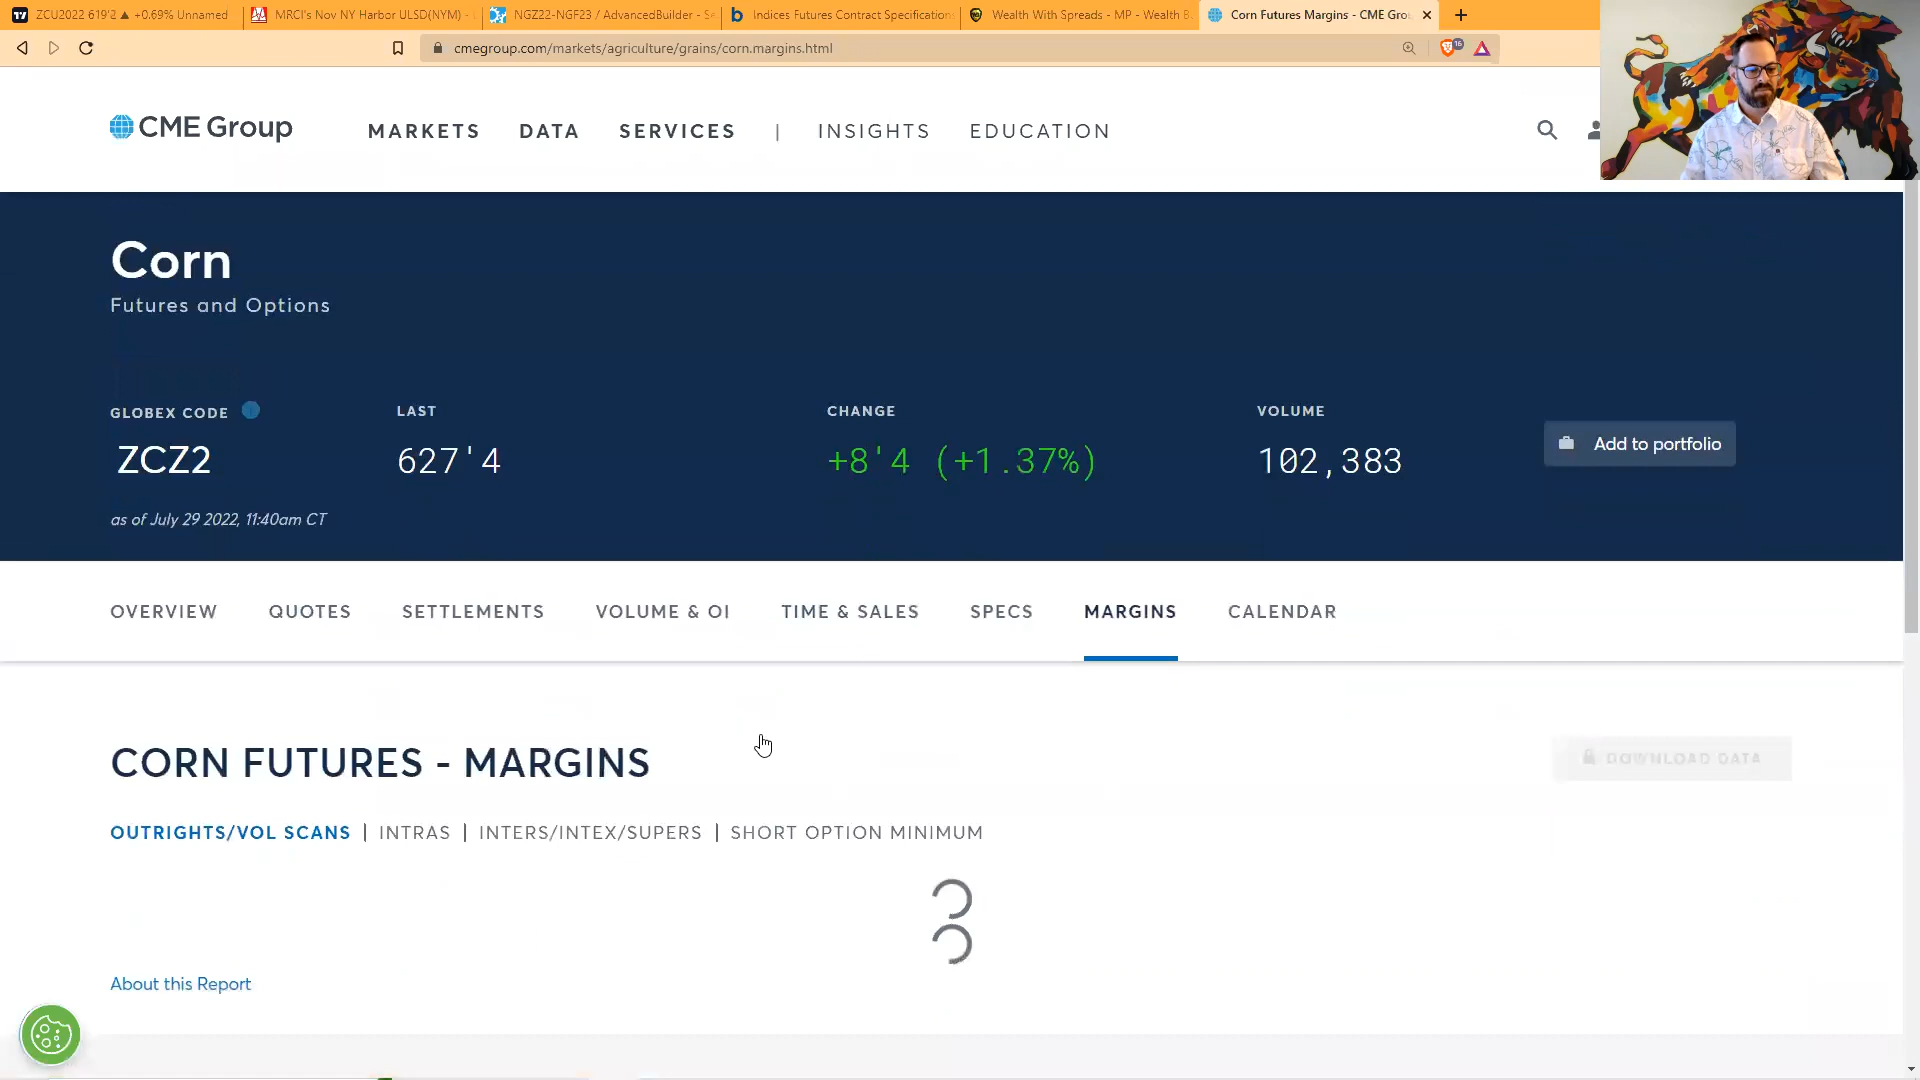 ZCU2022 619'2 ▲ +0.69% Unnamed
MRCI's Nov NY Harbor ULSD(NYM) -
NGZ22-NGF23 / AdvancedBuilder - Se
Indices Futures Contract Specification
Wealth With Spreads - MP - Wealth B
Corn Futures Margins - CME Gro
cmegroup.com/markets/agriculture/grains/corn.margins.html
16
CME Group
MARKETS DATA SERVICES | INSIGHTS EDUCATION
Corn
Futures and Options
GLOBEX CODE LAST CHANGE VOLUME
ZCZ2 627'4 +8'4 (+1.37%) 102,383
Add to portfolio
as of July 29 2022, 11:40am CT
OVERVIEW QUOTES SETTLEMENTS VOLUME & OI TIME & SALES SPECS MARGINS CALENDAR
CORN FUTURES - MARGINS
DOWNLOAD DATA
OUTRIGHTS/VOL SCANS | INTRAS | INTERS/INTEX/SUPERS | SHORT OPTION MINIMUM
About this Report